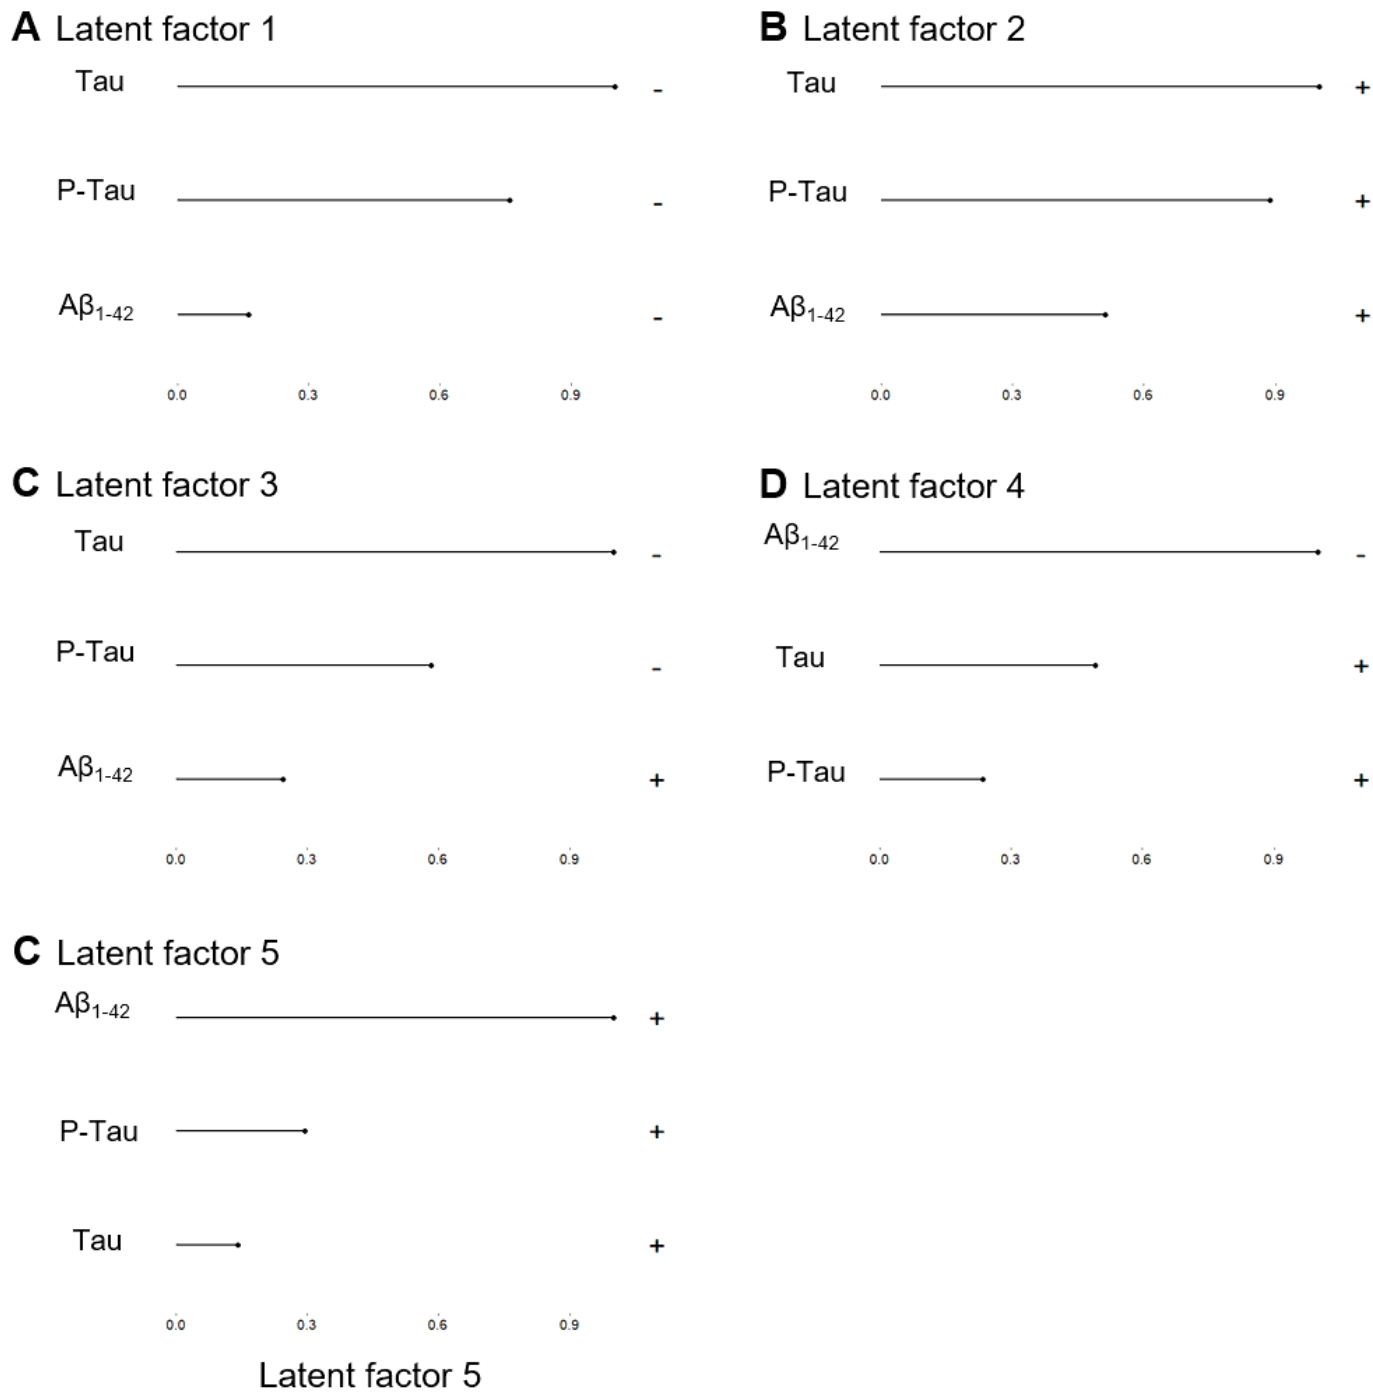 A Latent factor 1
Tau -
P-Tau -
Aβ1-42 -
0.0 0.3 0.6 0.9
B Latent factor 2
Tau +
P-Tau +
Aβ1-42 +
0.0 0.3 0.6 0.9
C Latent factor 3
Tau -
P-Tau -
Aβ1-42 +
0.0 0.3 0.6 0.9
D Latent factor 4
Aβ1-42 -
Tau +
P-Tau +
0.0 0.3 0.6 0.9
C Latent factor 5
Aβ1-42 +
P-Tau +
Tau +
0.0 0.3 0.6 0.9
Latent factor 5